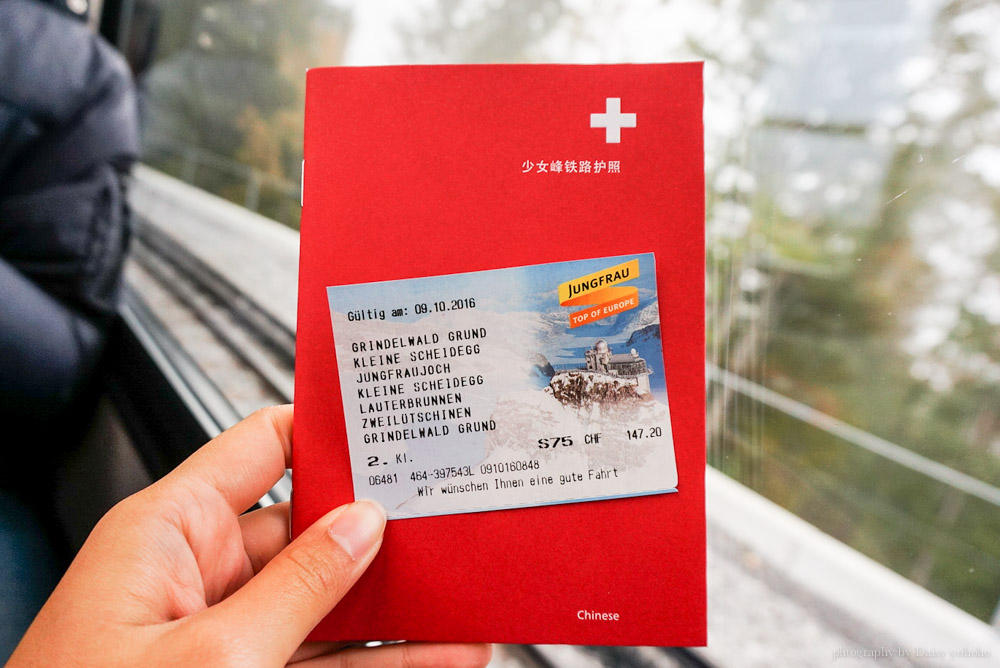 少女峰铁路护照
JUNGFRAU
TOP OF EUROPE
Gültig am: 09.10.2016
GRINDELWALD GRUND
KLEINE SCHEIDEGG
JUNGFRAUJOCH
KLEINE SCHEIDEGG
LAUTERBRUNNEN
ZWEILÜTSCHINEN
GRINDELWALD GRUND
S75 CHF 147.20
2. Kl.
06481 464-397543L 0910160848
Wir wünschen Ihnen eine gute Fahrt
Chinese
photography by